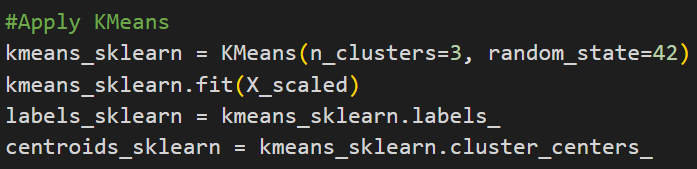 #Apply KMeans
kmeans_sklearn = KMeans(n_clusters=3, random_state=42)
kmeans_sklearn.fit(X_scaled)
labels_sklearn = kmeans_sklearn.labels_
centroids_sklearn = kmeans_sklearn.cluster_centers_